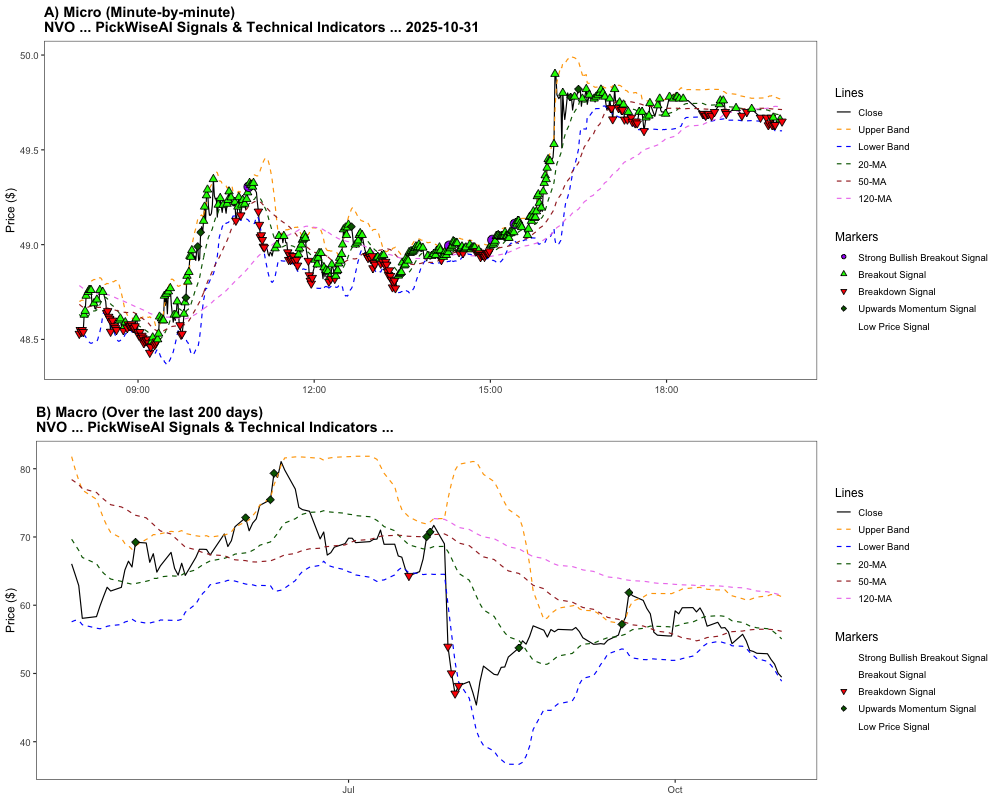 A) Micro (Minute-by-minute)
NVO ... PickWiseAI Signals & Technical Indicators ... 2025-10-31
50.0
49.5
49.0
48.5
Price ($)
09:00
12:00
15:00
18:00
Lines
Close
Upper Band
Lower Band
20-MA
50-MA
120-MA
Markers
Strong Bullish Breakout Signal
Breakout Signal
Breakdown Signal
Upwards Momentum Signal
Low Price Signal
B) Macro (Over the last 200 days)
NVO ... PickWiseAI Signals & Technical Indicators ...
80
70
60
50
40
Price ($)
Jul
Oct
Lines
Close
Upper Band
Lower Band
20-MA
50-MA
120-MA
Markers
Strong Bullish Breakout Signal
Breakout Signal
Breakdown Signal
Upwards Momentum Signal
Low Price Signal